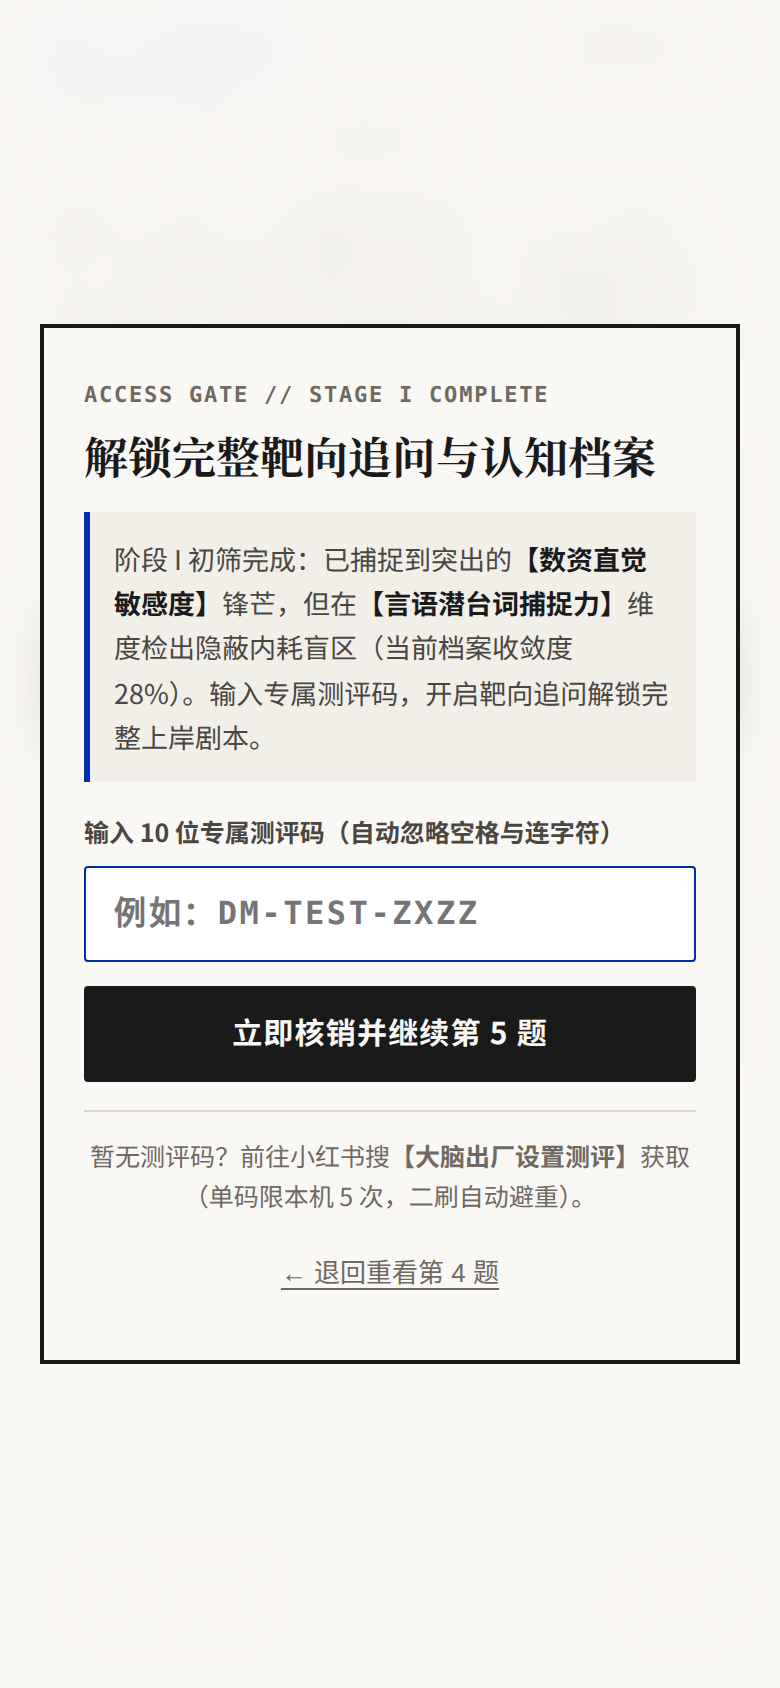 ACCESS GATE // STAGE I COMPLETE
解锁完整靶向追问与认知档案
阶段 I 初筛完成：已捕捉到突出的【数资直觉
敏感度】锋芒，但在【言语潜台词捕捉力】维
度检出隐蔽内耗盲区（当前档案收敛度
28%）。输入专属测评码，开启靶向追问解锁完
整上岸剧本。
输入 10 位专属测评码（自动忽略空格与连字符）
例如：DM-TEST-ZXZZ
立即核销并继续第 5 题
暂无测评码？前往小红书搜【大脑出厂设置测评】获取
（单码限本机 5 次，二刷自动避重）。
← 退回重看第 4 题